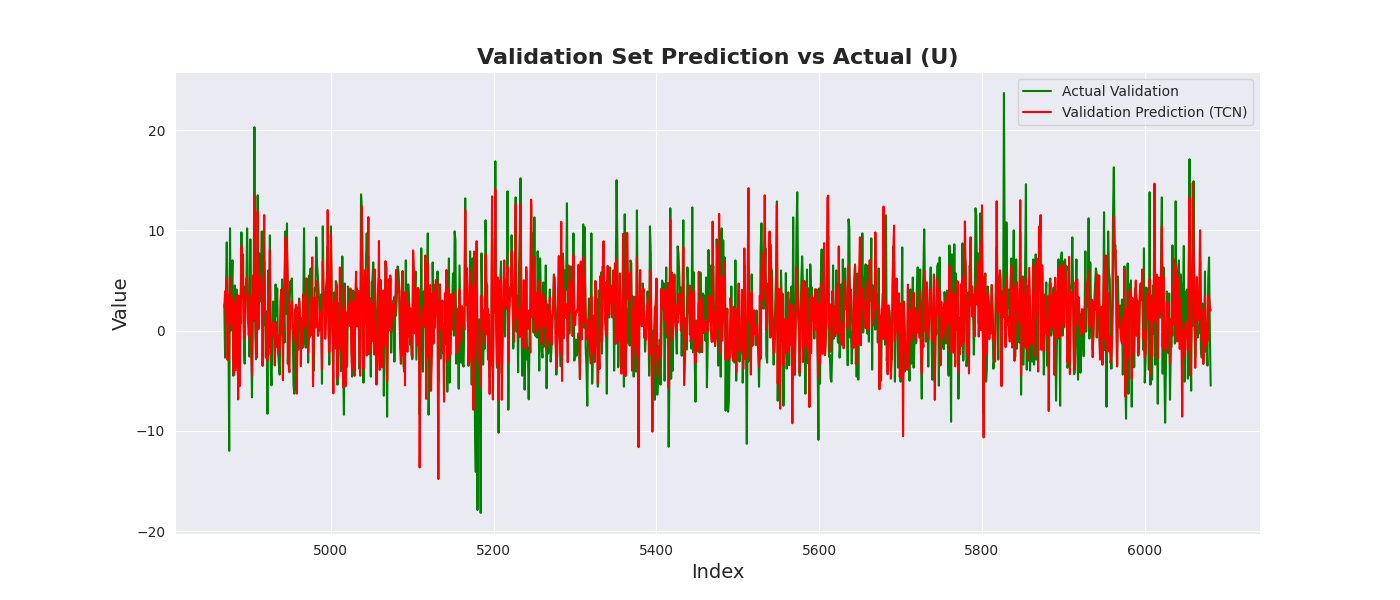 Validation Set Prediction vs Actual (U)
Actual Validation
Validation Prediction (TCN)
Value
20
10
0
−10
−20
5000 5200 5400 5600 5800 6000
Index